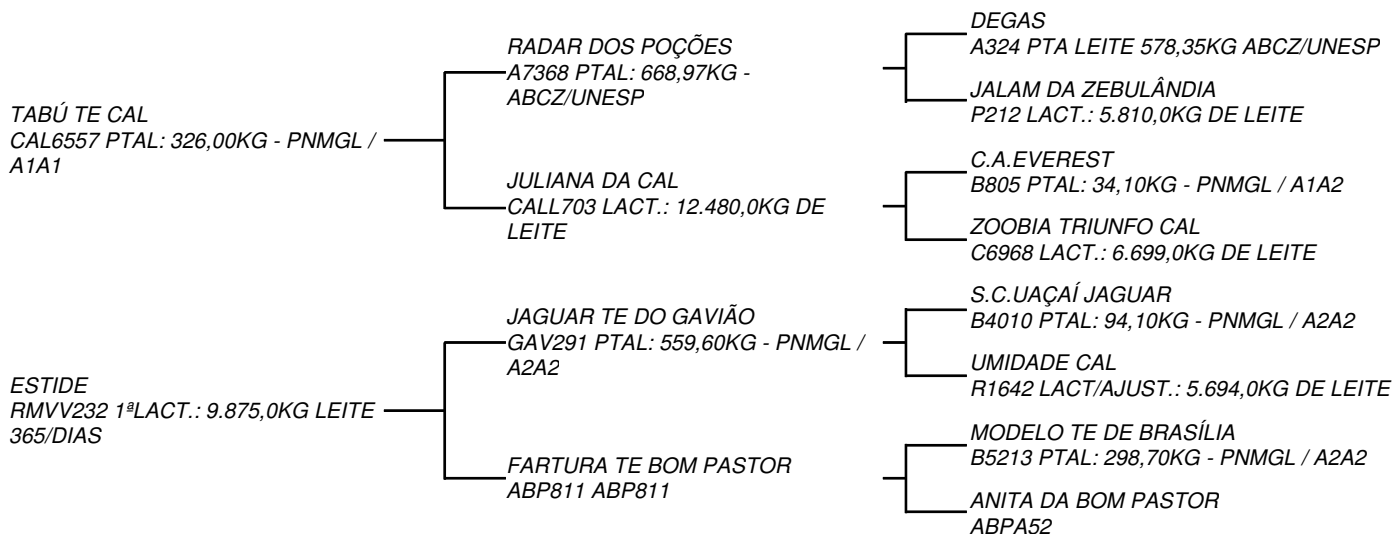 TABÚ TE CAL
CAL6557 PTAL: 326,00KG - PNMGL /
A1A1
ESTIDE
RMVV232 1ªLACT.: 9.875,0KG LEITE
365/DIAS
RADAR DOS POÇÕES
A7368 PTAL: 668,97KG -
ABCZ/UNESP
JULIANA DA CAL
CALL703 LACT.: 12.480,0KG DE
LEITE
JAGUAR TE DO GAVIÃO
GAV291 PTAL: 559,60KG - PNMGL /
A2A2
FARTURA TE BOM PASTOR
ABP811 ABP811
DEGAS
A324 PTA LEITE 578,35KG ABCZ/UNESP
JALAM DA ZEBULÂNDIA
P212 LACT.: 5.810,0KG DE LEITE
C.A.EVEREST
B805 PTAL: 34,10KG - PNMGL / A1A2
ZOOBIA TRIUNFO CAL
C6968 LACT.: 6.699,0KG DE LEITE
S.C.UAÇAÍ JAGUAR
B4010 PTAL: 94,10KG - PNMGL / A2A2
UMIDADE CAL
R1642 LACT/AJUST.: 5.694,0KG DE LEITE
MODELO TE DE BRASÍLIA
B5213 PTAL: 298,70KG - PNMGL / A2A2
ANITA DA BOM PASTOR
ABPA52